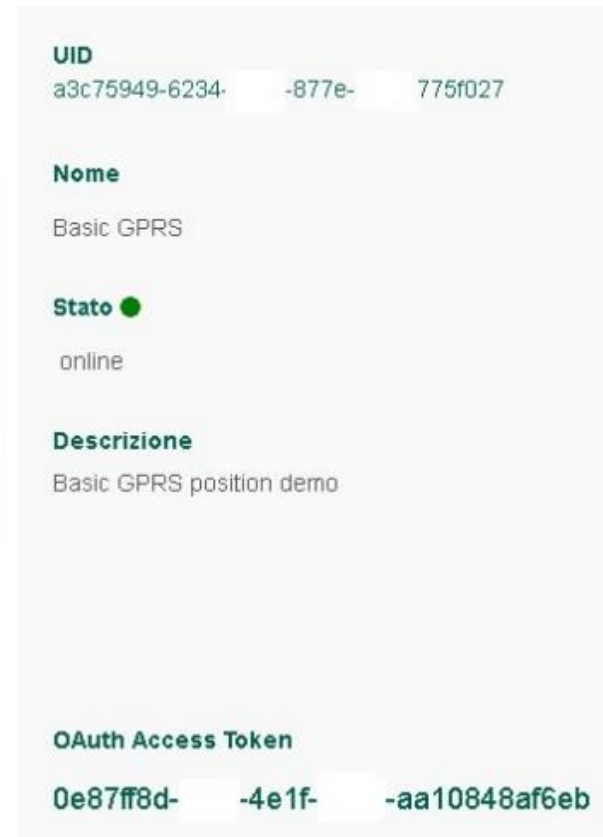 UID
a3c75949-6234- -877e- 775f027
Nome
Basic GPRS
Stato
online
Descrizione
Basic GPRS position demo
OAuth Access Token
0e87ff8d- -4e1f- -aa10848af6eb